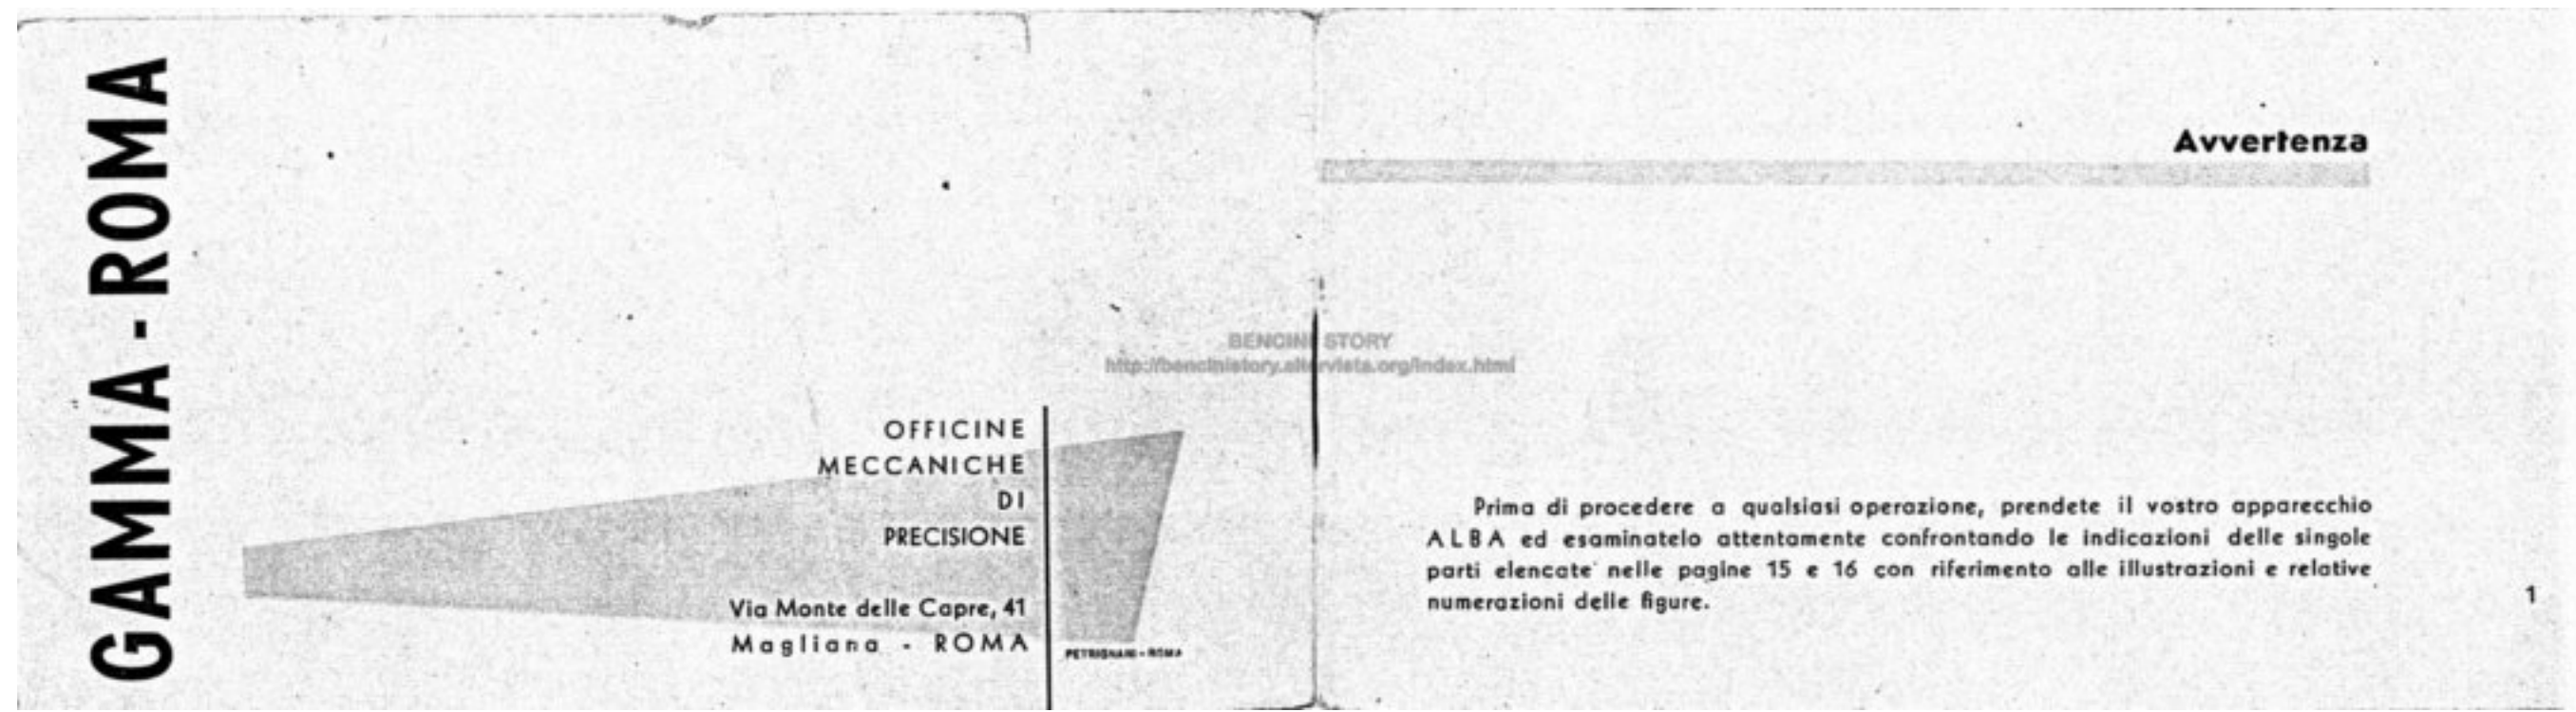 GAMMA - ROMA
OFFICINE
MECCANICHE
DI
PRECISIONE
Via Monte delle Capre, 41
Magliana - ROMA
PETRIGNANI - ROMA
BENCINI STORY
http://bencinistory.altervista.org/index.html
Avvertenza
Prima di procedere a qualsiasi operazione, prendete il vostro apparecchio
ALBA ed esaminatelo attentamente confrontando le indicazioni delle singole
parti elencate nelle pagine 15 e 16 con riferimento alle illustrazioni e relative
numerazioni delle figure.
1